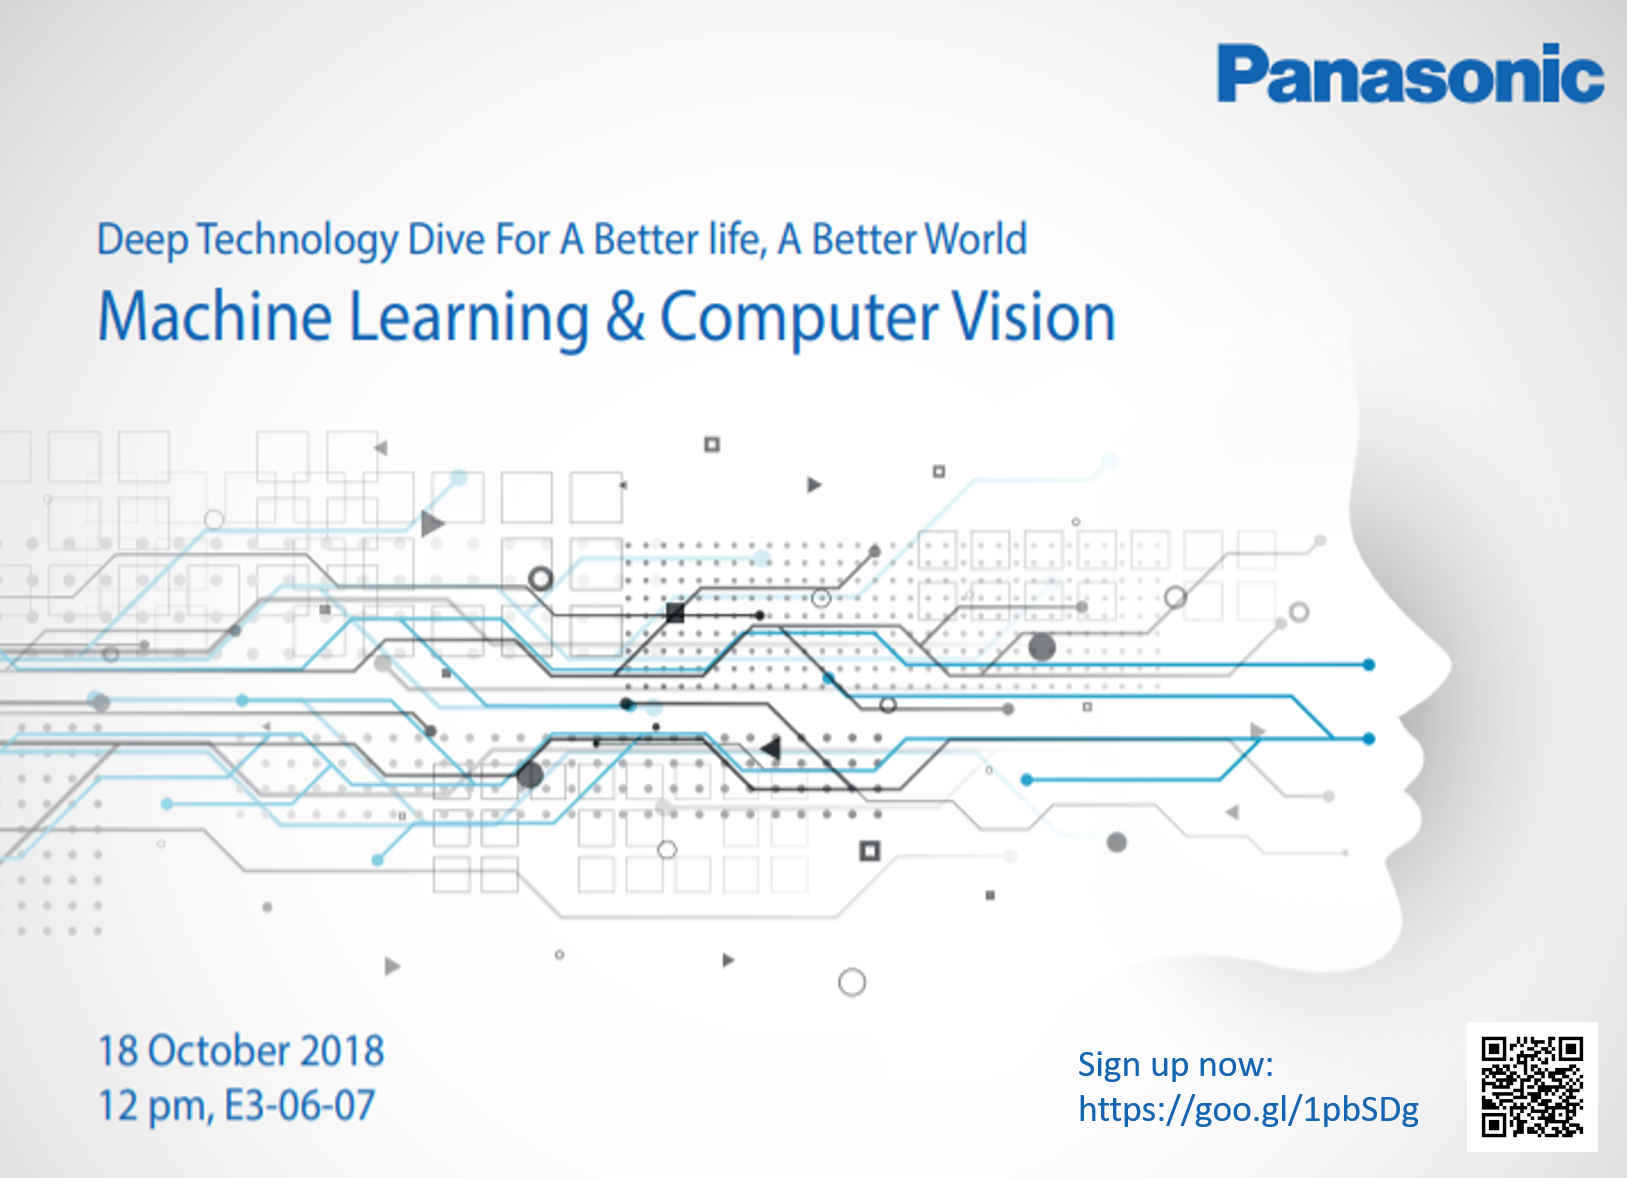 Panasonic
Deep Technology Dive For A Better life, A Better World
Machine Learning & Computer Vision
18 October 2018
12 pm, E3-06-07
Sign up now:
https://goo.gl/1pbSDg